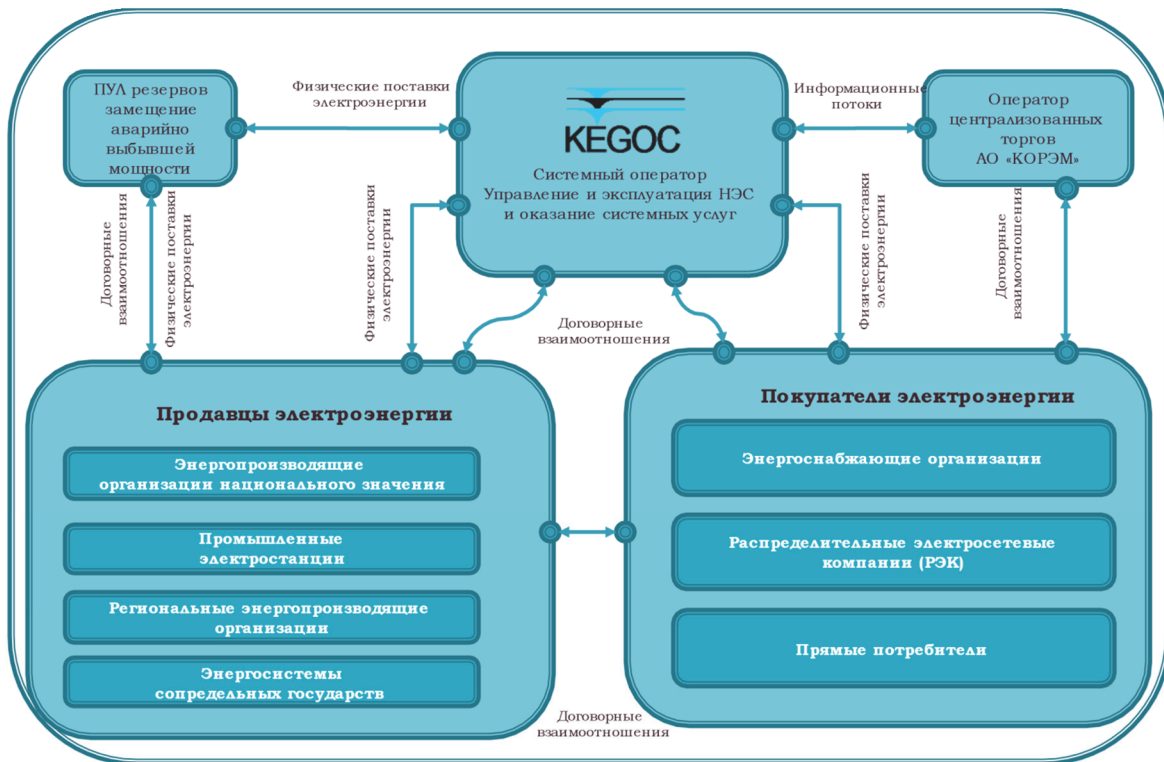 ПУЛ резервов
замещение
аварийно
выбывшей
мощности
Физические поставки
электроэнергии
KEGOC
Системный оператор
Управление и эксплуатация НЭС
и оказание системных услуг
Информационные
потоки
Оператор
централизованных
торгов
АО «КОРЭМ»
Договорные
взаимоотношения
Физические поставки
электроэнергии
Физические поставки
электроэнергии
Договорные
взаимоотношения
Физические поставки
электроэнергии
Договорные
взаимоотношения
Продавцы электроэнергии
Энергопроизводящие
организации национального значения
Промышленные
электростанции
Региональные энергопроизводящие
организации
Энергосистемы
сопредельных государств
Покупатели электроэнергии
Энергоснабжающие организации
Распределительные электросетевые
компании (РЭК)
Прямые потребители
Договорные
взаимоотношения